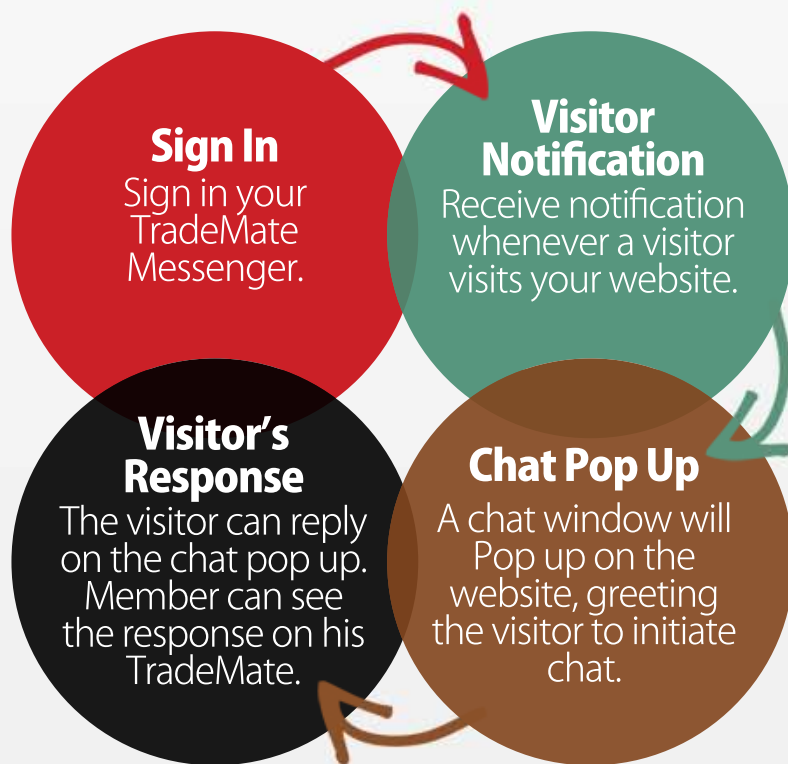 Sign In
Sign in your
TradeMate
Messenger.
Visitor
Notification
Receive notification
whenever a visitor
visits your website.
Chat Pop Up
A chat window will
Pop up on the
website, greeting
the visitor to initiate
chat.
Visitor’s
Response
The visitor can reply
on the chat pop up.
Member can see
the response on his
TradeMate.